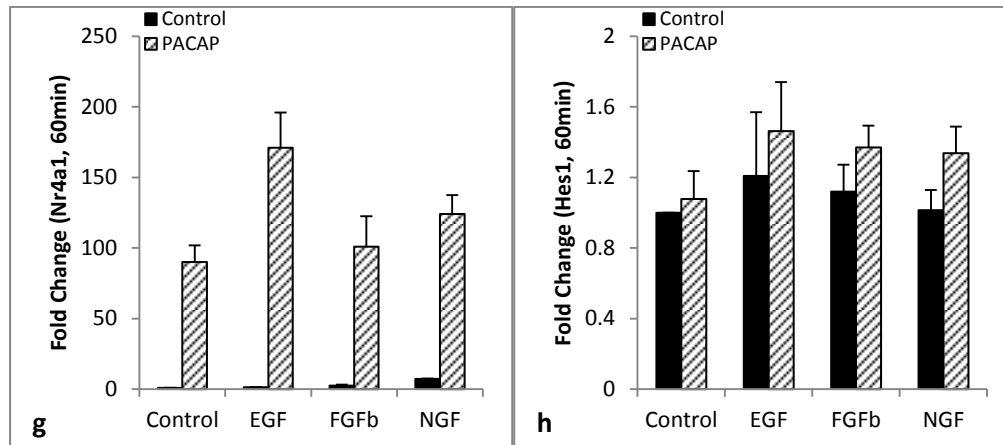 Control
PACAP
250
200
150
100
50
0
Fold Change (Nr4a1, 60min)
Control EGF FGFb NGF
g
Control
PACAP
2
1.6
1.2
0.8
0.4
0
Fold Change (Hes1, 60min)
Control EGF FGFb NGF
h